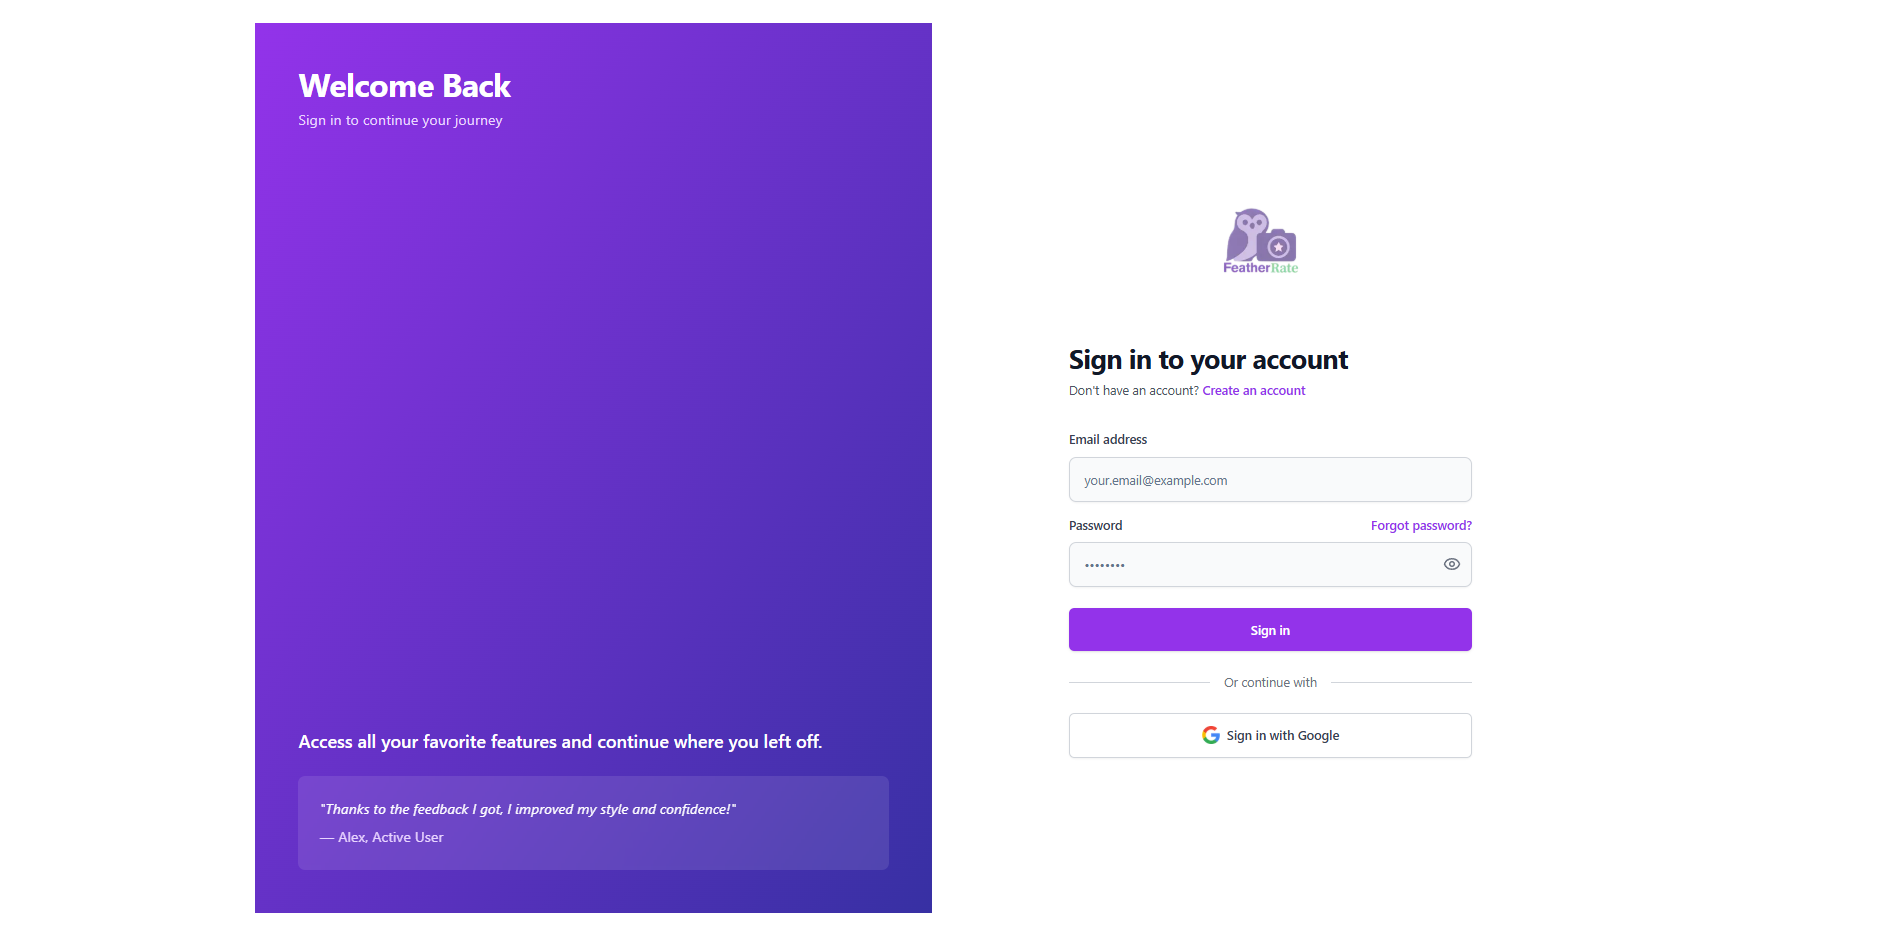 Welcome Back
Sign in to continue your journey
Access all your favorite features and continue where you left off.
"Thanks to the feedback I got, I improved my style and confidence!"
— Alex, Active User
FeatherRate
Sign in to your account
Don't have an account? Create an account
Email address
your.email@example.com
Password Forgot password?
••••••••
Sign in
Or continue with
Sign in with Google